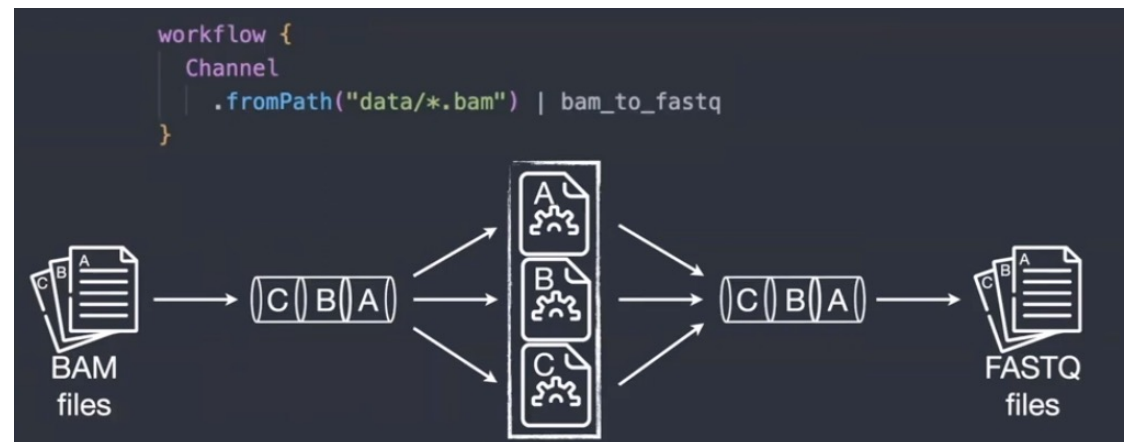 workflow {
Channel
.fromPath("data/*.bam") | bam_to_fastq
}
C
B
A
BAM
files
C B A
A
B
C
C B A
C
B
A
FASTQ
files